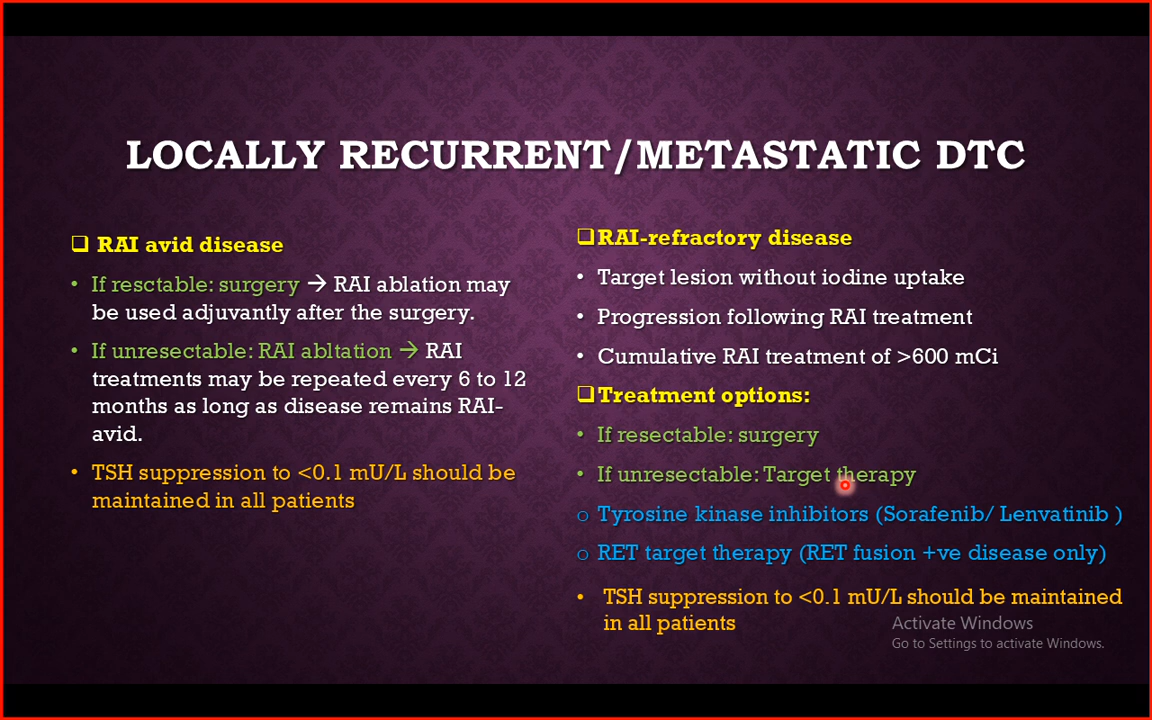 LOCALLY RECURRENT/METASTATIC DTC
❑ RAI avid disease
• If resctable: surgery → RAI ablation may
be used adjuvantly after the surgery.
• If unresectable: RAI abltation → RAI
treatments may be repeated every 6 to 12
months as long as disease remains RAI-
avid.
• TSH suppression to <0.1 mU/L should be
maintained in all patients
❑RAI-refractory disease
• Target lesion without iodine uptake
• Progression following RAI treatment
• Cumulative RAI treatment of >600 mCi
❑Treatment options:
• If resectable: surgery
• If unresectable: Target therapy
o Tyrosine kinase inhibitors (Sorafenib/ Lenvatinib )
o RET target therapy (RET fusion +ve disease only)
• TSH suppression to <0.1 mU/L should be maintained
in all patients
Activate Windows
Go to Settings to activate Windows.